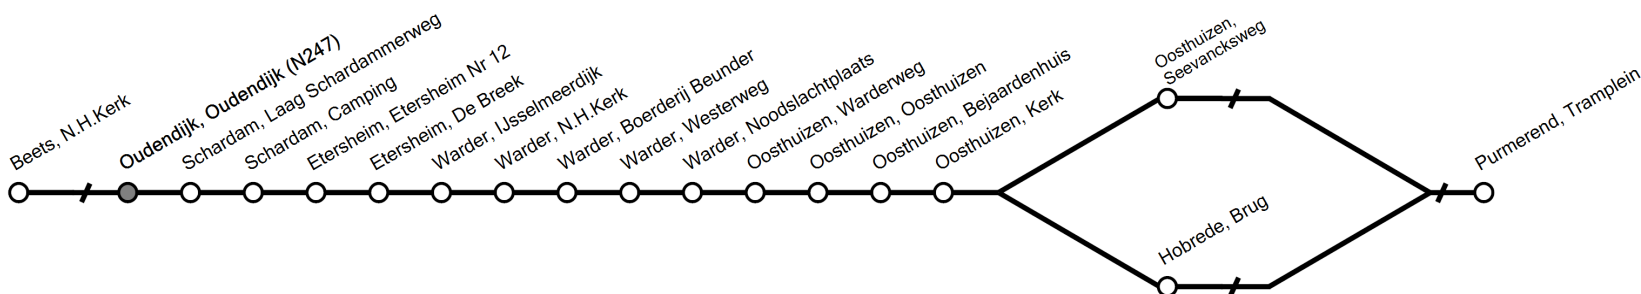 Beets, N.H.Kerk
Oudendijk, Oudendijk (N247)
Schardam, Laag Schardammerweg
Schardam, Camping
Etersheim, Etersheim Nr 12
Etersheim, De Breek
Warder, IJsselmeerdijk
Warder, N.H.Kerk
Warder, Boerderij Beunder
Warder, Westerweg
Warder, Noodslachtplaats
Oosthuizen, Warderweg
Oosthuizen, Oosthuizen
Oosthuizen, Bejaardenhuis
Oosthuizen, Kerk
Oosthuizen,
Seevancksweg
Hobrede, Brug
Purmerend, Tramplein